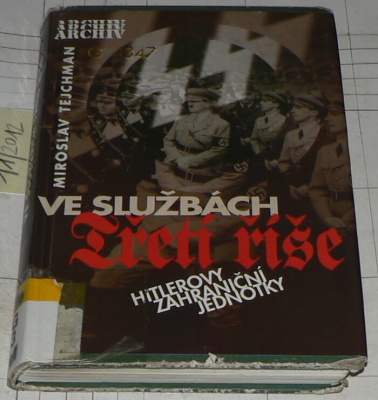 ARCHIV
ARCHIV
MIROSLAV TEJCHMAN
VE SLUŽBÁCH
Třetí říše
HITLEROVY
ZAHRANIČNÍ
JEDNOTKY
11/2012